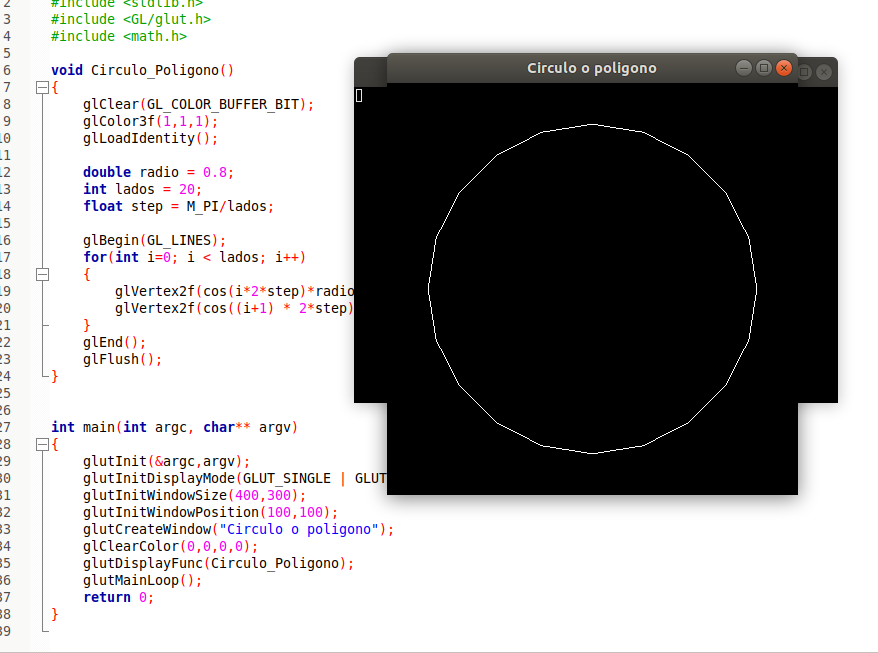 2 #include <stdlib.h>
3 #include <GL/glut.h>
4 #include <math.h>
5
6 void Circulo_Poligono()
7 {
8 glClear(GL_COLOR_BUFFER_BIT);
9 glColor3f(1,1,1);
10 glLoadIdentity();
11
12 double radio = 0.8;
13 int lados = 20;
14 float step = M_PI/lados;
15
16 glBegin(GL_LINES);
17 for(int i=0; i < lados; i++)
18 {
19 glVertex2f(cos(i*2*step)*radio
20 glVertex2f(cos((i+1) * 2*step)
21 }
22 glEnd();
23 glFlush();
24 }
25
26
27 int main(int argc, char** argv)
28 {
29 glutInit(&argc,argv);
30 glutInitDisplayMode(GLUT_SINGLE | GLUT
31 glutInitWindowSize(400,300);
32 glutInitWindowPosition(100,100);
33 glutCreateWindow("Circulo o poligono");
34 glClearColor(0,0,0,0);
35 glutDisplayFunc(Circulo_Poligono);
36 glutMainLoop();
37 return 0;
38 }
39
Circulo o poligono